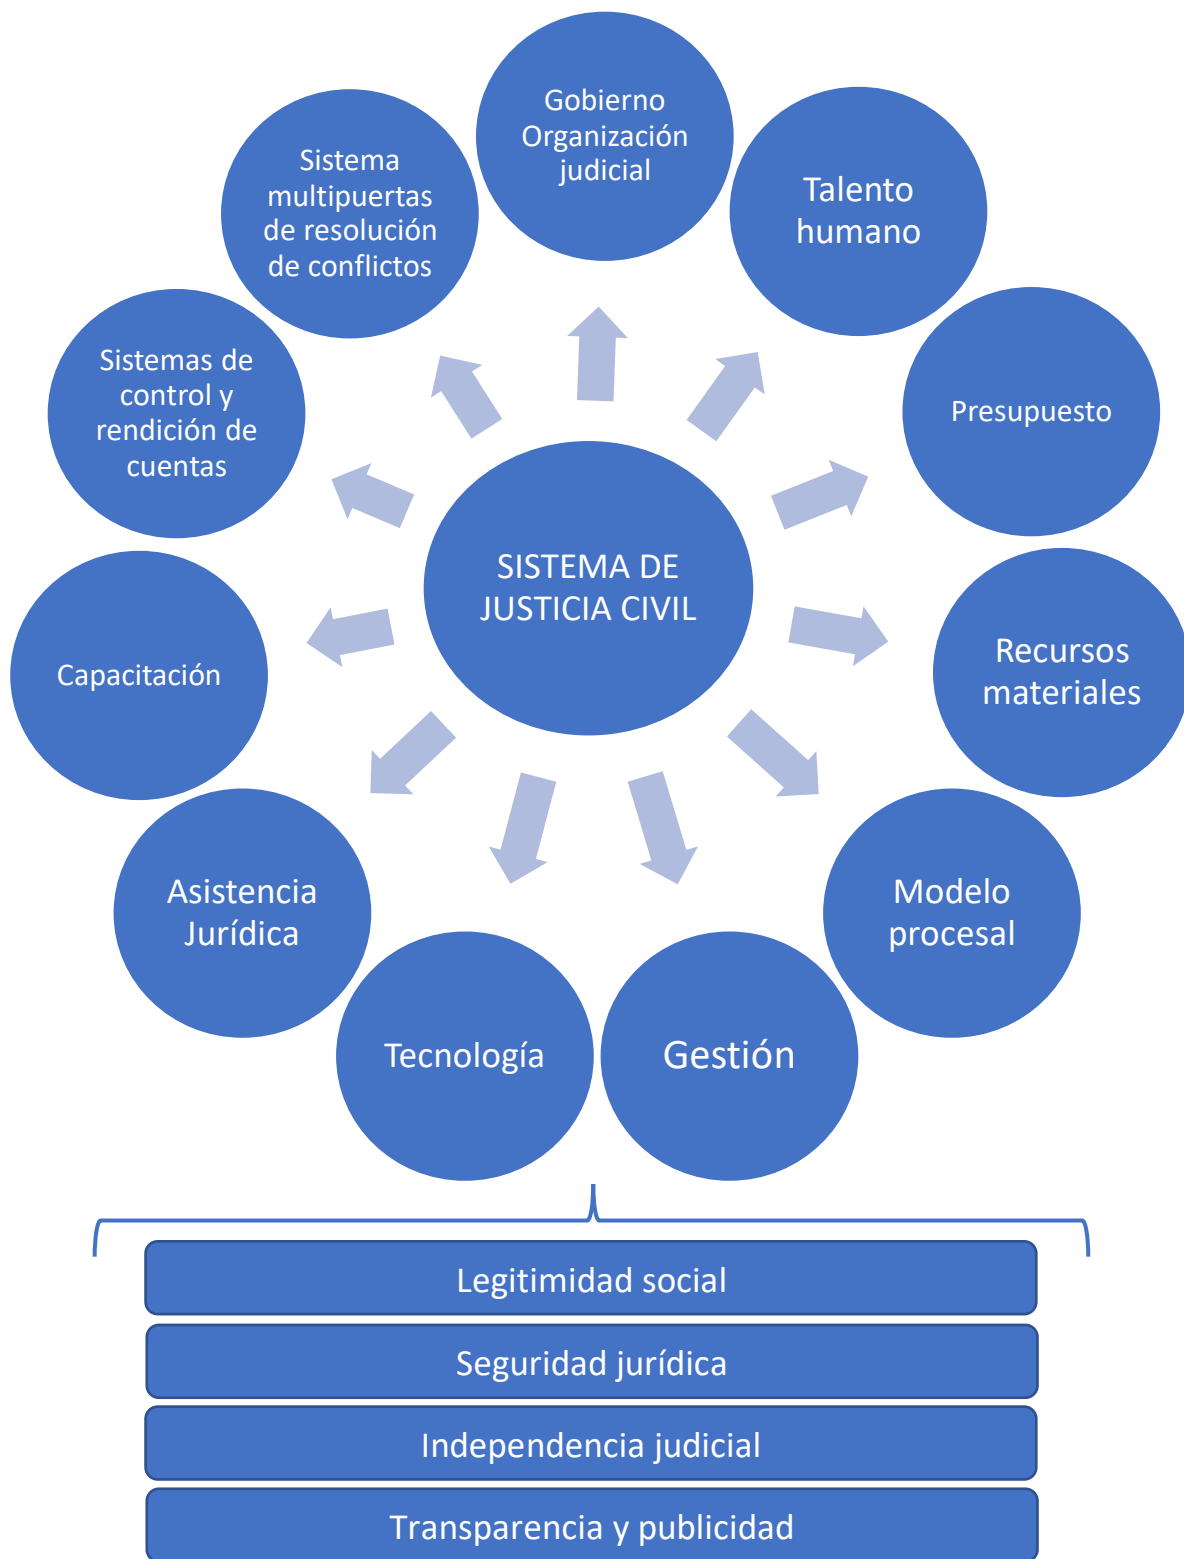 Gobierno
Organización
judicial
Talento
humano
Presupuesto
Recursos
materiales
Modelo
procesal
Gestión
Tecnología
Asistencia
Jurídica
Capacitación
Sistemas de
control y
rendición de
cuentas
Sistema
multipuertas
de resolución
de conflictos
SISTEMA DE
JUSTICIA CIVIL
Legitimidad social
Seguridad jurídica
Independencia judicial
Transparencia y publicidad